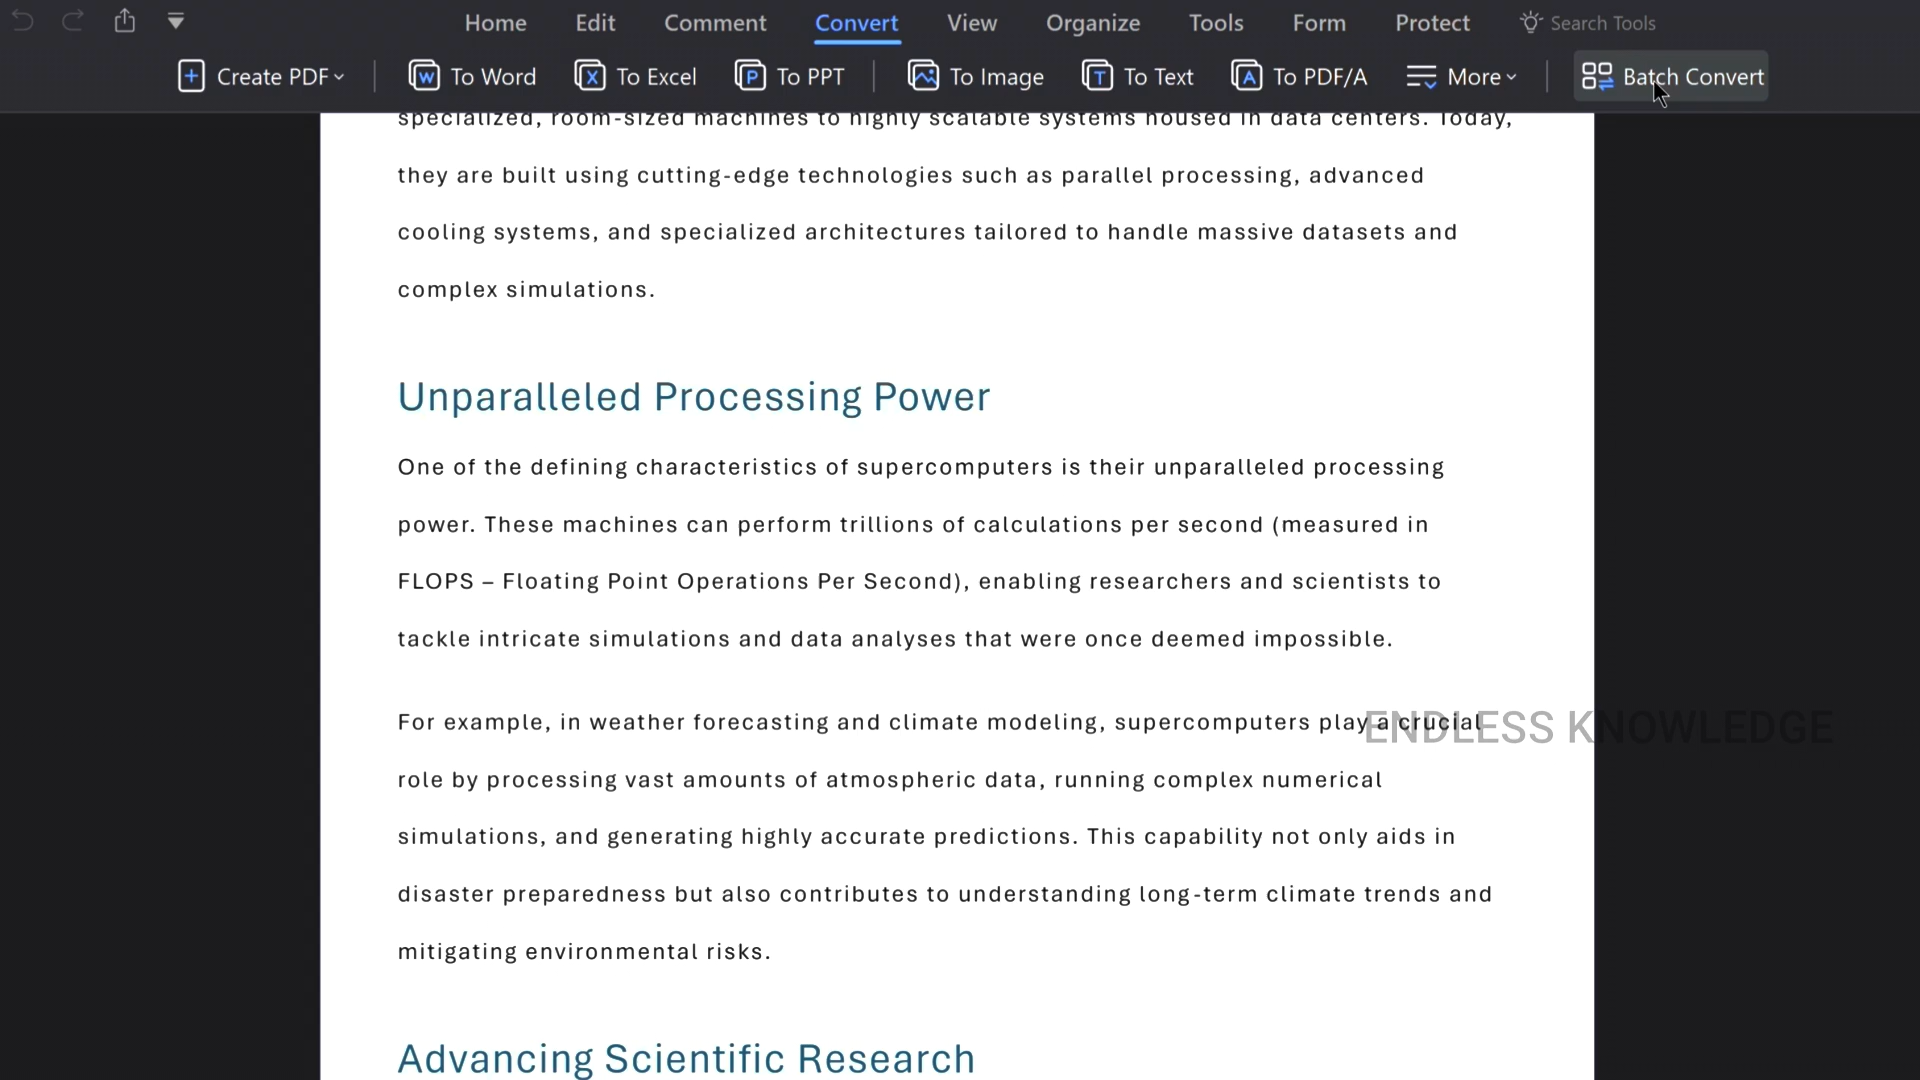 Home Edit Comment Convert View Organize Tools Form Protect Search Tools
Create PDF To Word To Excel To PPT To Image To Text To PDF/A More Batch Convert
specialized, room-sized machines to highly scalable systems housed in data centers. Today,
they are built using cutting-edge technologies such as parallel processing, advanced
cooling systems, and specialized architectures tailored to handle massive datasets and
complex simulations.
Unparalleled Processing Power
One of the defining characteristics of supercomputers is their unparalleled processing
power. These machines can perform trillions of calculations per second (measured in
FLOPS – Floating Point Operations Per Second), enabling researchers and scientists to
tackle intricate simulations and data analyses that were once deemed impossible.
For example, in weather forecasting and climate modeling, supercomputers play a crucial
ENDLESS KNOWLEDGE
role by processing vast amounts of atmospheric data, running complex numerical
simulations, and generating highly accurate predictions. This capability not only aids in
disaster preparedness but also contributes to understanding long-term climate trends and
mitigating environmental risks.
Advancing Scientific Research